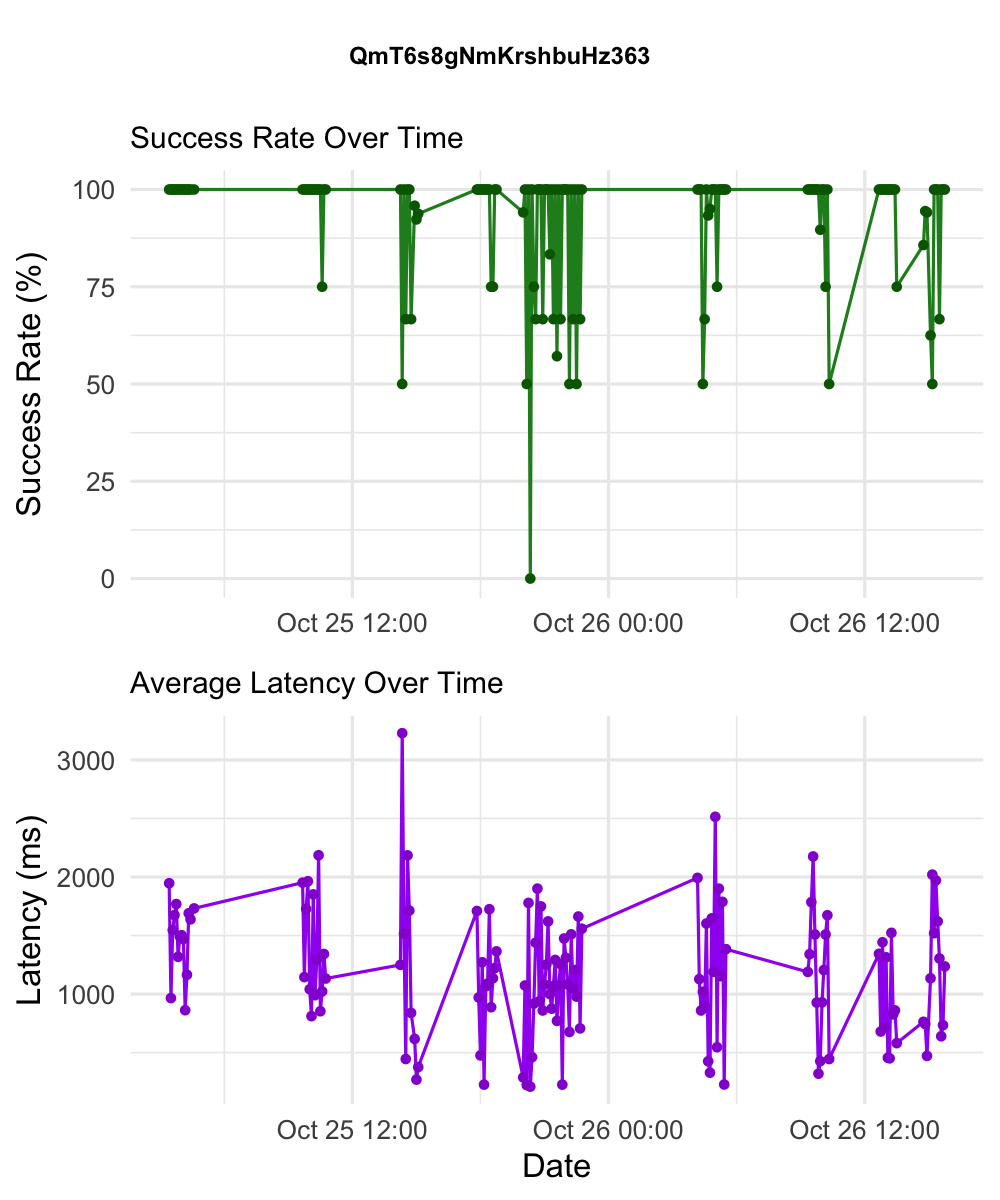 QmT6s8gNmKrshbuHz363
Success Rate Over Time
Success Rate (%)
100
75
50
25
0
Oct 25 12:00 Oct 26 00:00 Oct 26 12:00
Average Latency Over Time
Latency (ms)
3000
2000
1000
Oct 25 12:00 Oct 26 00:00 Oct 26 12:00
Date